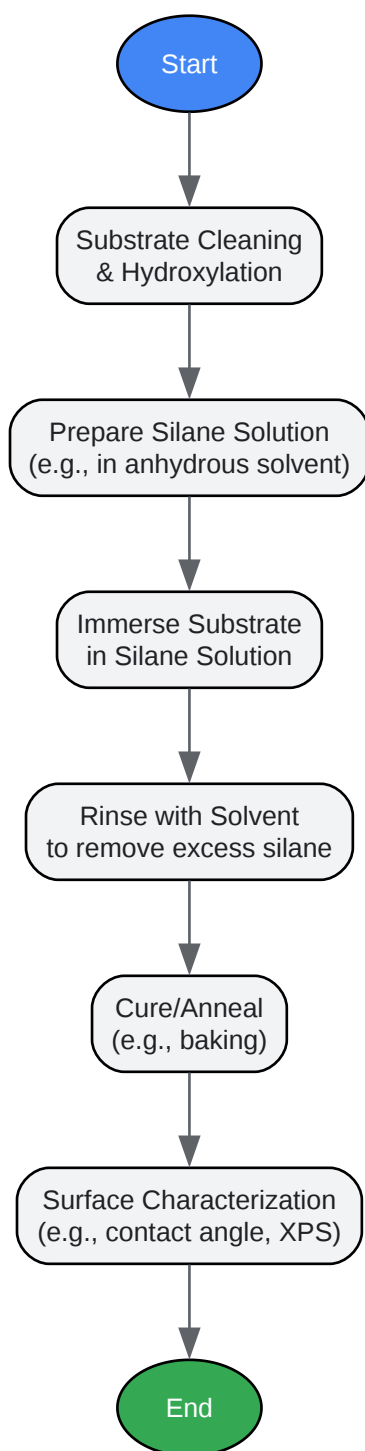 Start
Substrate Cleaning
& Hydroxylation
Prepare Silane Solution
(e.g., in anhydrous solvent)
Immerse Substrate
in Silane Solution
Rinse with Solvent
to remove excess silane
Cure/Anneal
(e.g., baking)
Surface Characterization
(e.g., contact angle, XPS)
End